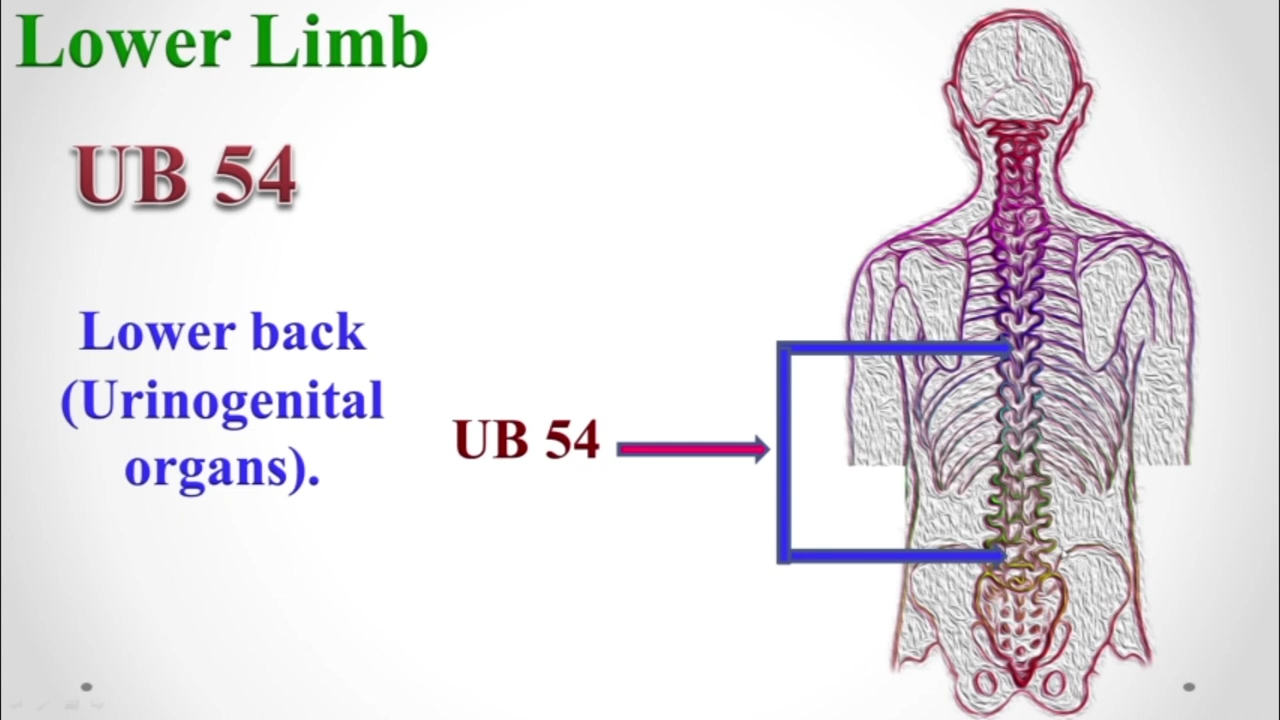 Lower Limb
UB 54
Lower back
(Urinogenital
organs).
UB 54